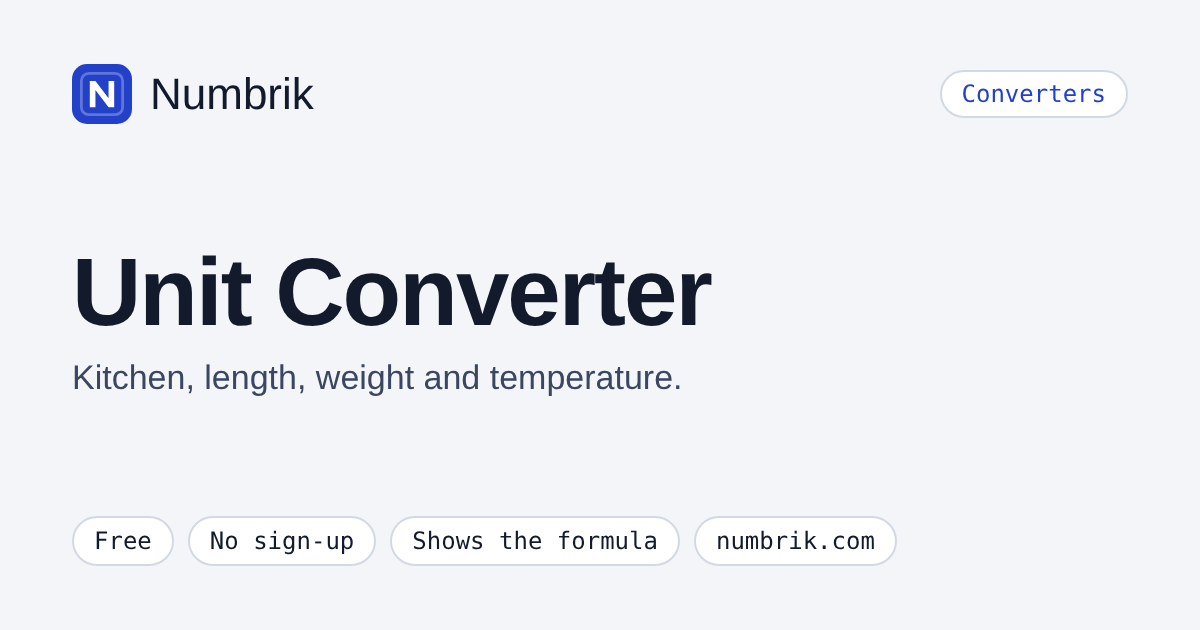 N Numbrik
Converters
Unit Converter
Kitchen, length, weight and temperature.
Free
No sign-up
Shows the formula
numbrik.com